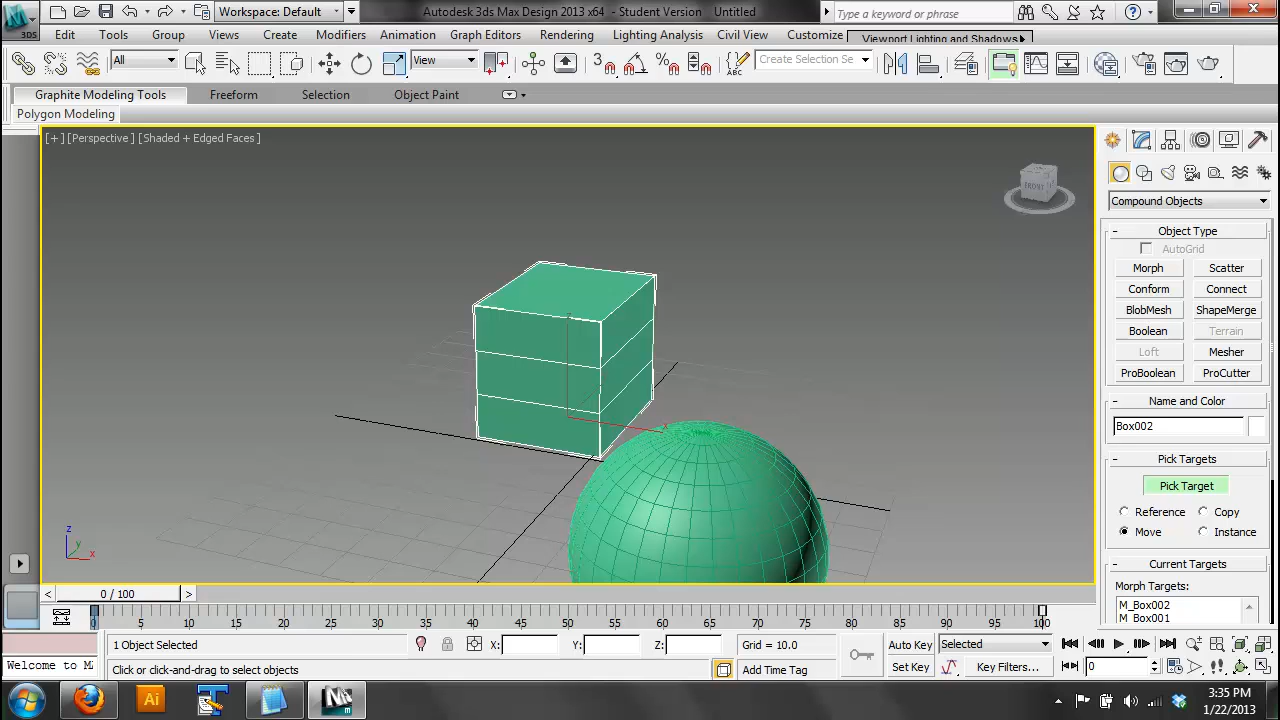 Workspace: Default
Autodesk 3ds Max Design 2013 x64 - Student Version Untitled
Type a keyword or phrase
3DS
Edit Tools Group Views Create Modifiers Animation Graph Editors Rendering Lighting Analysis Civil View Customize
Viewport Lighting and Shadows
All
View
3
Create Selection Se
Graphite Modeling Tools Freeform Selection Object Paint
Polygon Modeling
[ + ] [Perspective ] [Shaded + Edged Faces ]
FRONT
Compound Objects
- Object Type
AutoGrid
Morph Scatter
Conform Connect
BlobMesh ShapeMerge
Boolean Terrain
Loft Mesher
ProBoolean ProCutter
- Name and Color
Box002
- Pick Targets
Pick Target
Reference Copy
Move Instance
- Current Targets
Morph Targets:
M_Box002
M_Box001
z
y
x
< 0 / 100 >
0 5 10 15 20 25 30 35 40 45 50 55 60 65 70 75 80 85 90 95 100
1 Object Selected X: Y: Z: Grid = 10.0 Auto Key Selected
Welcome to M Click or click-and-drag to select objects Add Time Tag Set Key Key Filters... 0
Ai
3:35 PM
1/22/2013